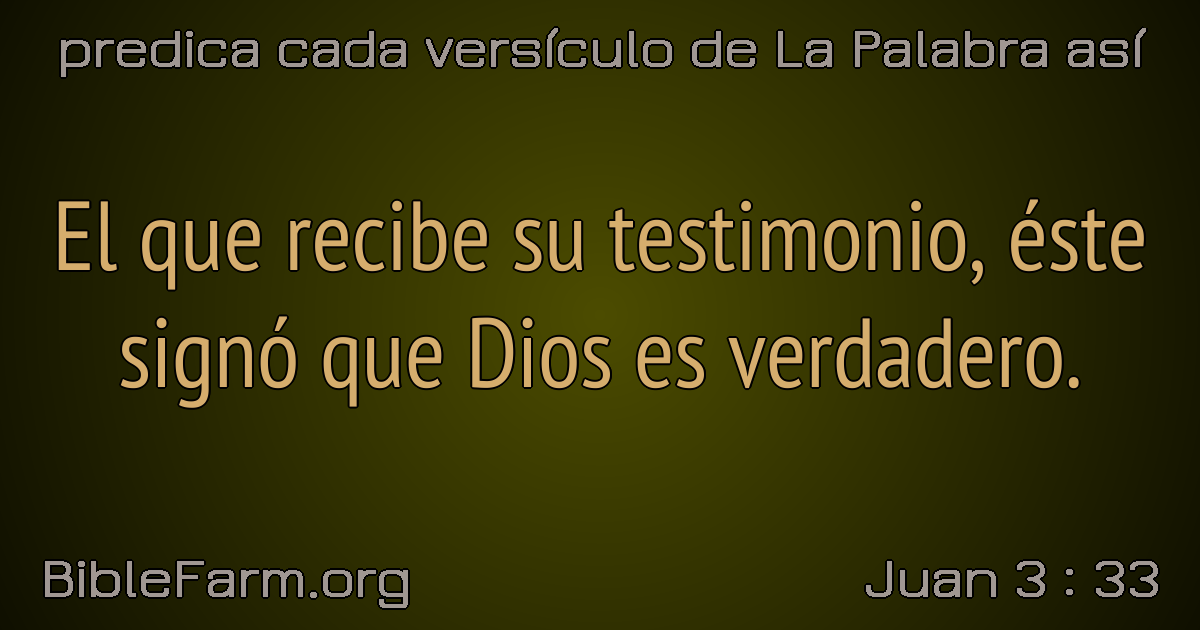 predica cada versículo de La Palabra así
El que recibe su testimonio, éste
signó que Dios es verdadero.
BibleFarm.org
Juan 3 : 33